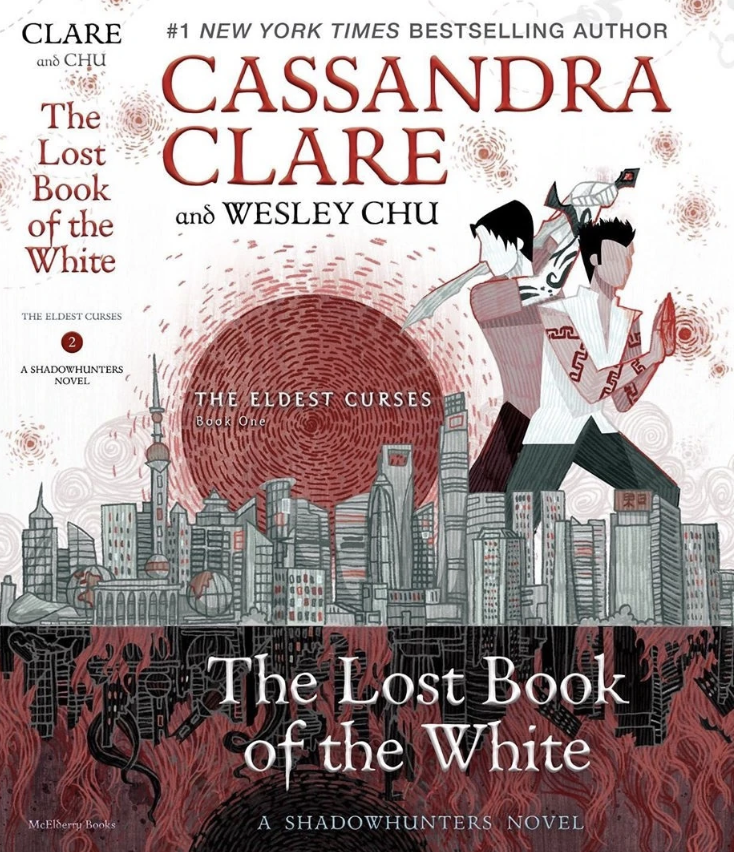 CLARE
and CHU
The
Lost
Book
of the
White
THE ELDEST CURSES
2
A SHADOWHUNTERS
NOVEL
McElderry Books
#1 NEW YORK TIMES BESTSELLING AUTHOR
CASSANDRA
CLARE
and WESLEY CHU
THE ELDEST CURSES
Book One
The Lost Book
of the White
A SHADOWHUNTERS NOVEL